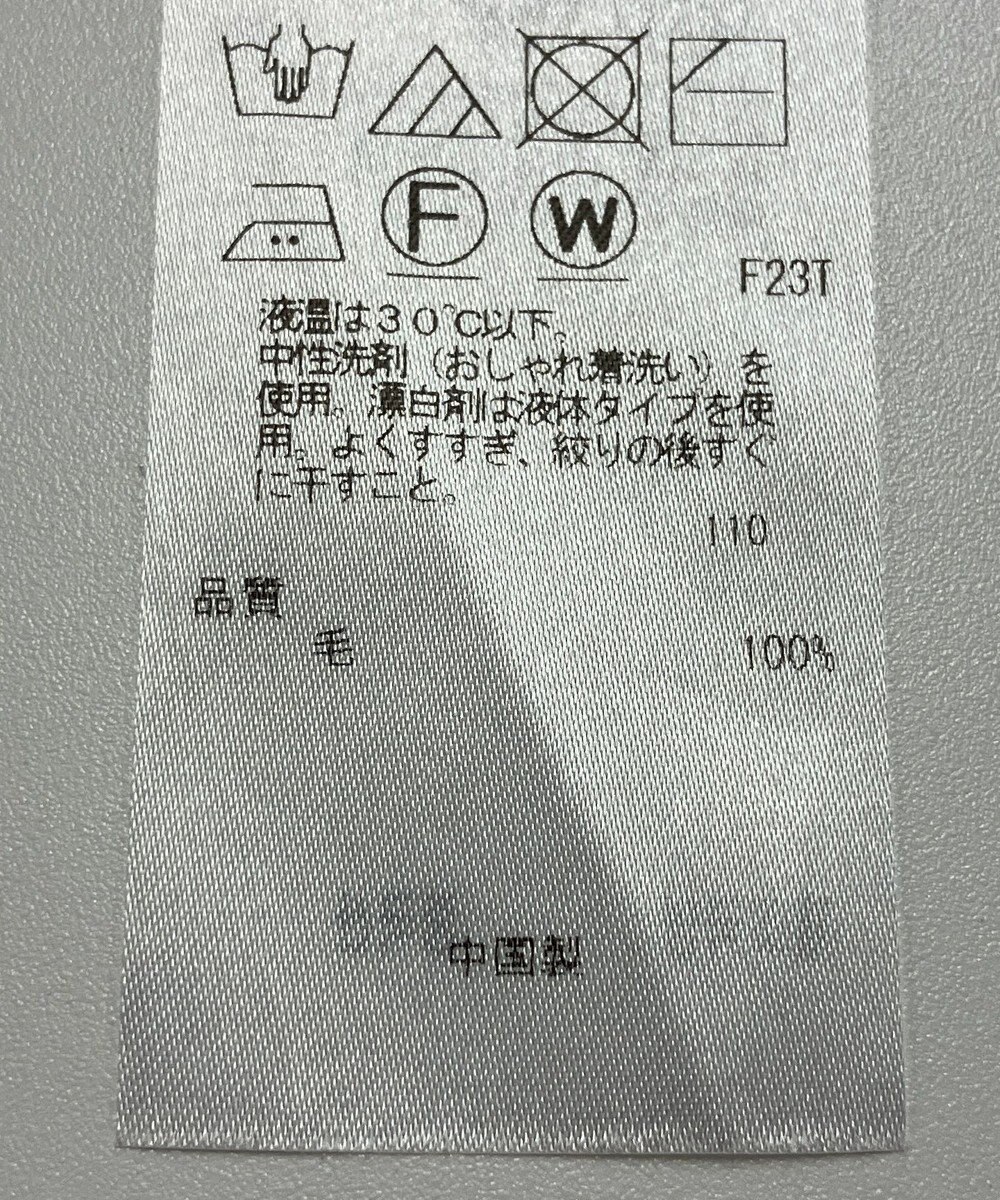 F
W
F23T
液温は30℃以下。
中性洗剤(おしゃれ着洗い)を
使用。漂白剤は液体タイプを使
用。よくすすぎ、絞りの後すぐ
に干すこと。
110
品質
毛 100%
中国製